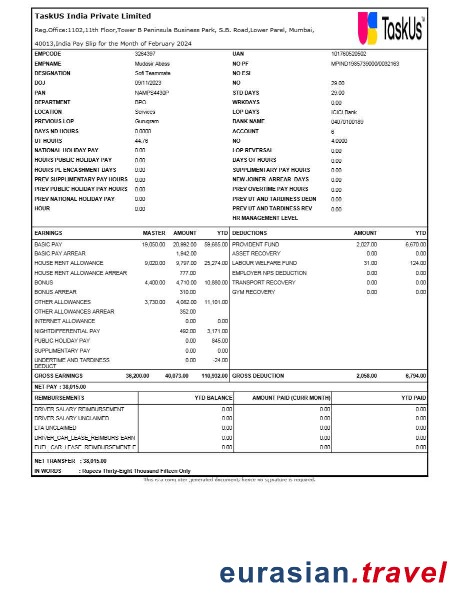 TaskUS India Private Limited
Reg.Office:1102,11th Floor,Tower B Peninsula Business Park, S.B. Road,Lower Parel, Mumbai,
40013,India Pay Slip for the Month of February 2024
TaskUs
EMPCODE 3264397 UAN 101760520502
EMPNAME Mudasir Abass NO PF MPIND1985739000/0032163
DESIGNATION Sofi Teammate NO ESI
DOJ 09/11/2023 NO 29.00
PAN NAMPS4430P STD DAYS 29.00
DEPARTMENT BPO WRKDAYS 0.00
LOCATION Services LOP DAYS ICICI Bank
PREVIOUS LOP Gurugram BANK NAME 04070100189
DAYS ND HOURS 0.0000 ACCOUNT 6
UT HOURS 44.76 NO 4.0000
NATIONAL HOLIDAY PAY 0.00 LOP REVERSAL 0.00
HOURS PUBLIC HOLIDAY PAY 0.00 DAYS OT HOURS 0.00
HOURS PL ENCASHMENT DAYS 0.00 SUPPLIMENTARY PAY HOURS 0.00
PREV SUPPLIMENTARY PAY HOURS 0.00 NEW JOINER ARREAR DAYS 0.00
PREV PUBLIC HOLIDAY PAY HOURS 0.00 PREV OVERTIME PAY HOURS 0.00
PREV NATIONAL HOLIDAY PAY 0.00 PREV UT AND TARDINESS DEDN 0.00
HOUR 0.00 PREV UT AND TARDINESS REV 0.00
HR MANAGEMENT LEVEL
EARNINGS MASTER AMOUNT YTD DEDUCTIONS AMOUNT YTD
BASIC PAY 19,050.00 20,992.00 59,665.00 PROVIDENT FUND 2,027.00 6,670.00
BASIC PAY ARREAR 1,942.00 ASSET RECOVERY 0.00 0.00
HOUSE RENT ALLOWANCE 9,020.00 9,797.00 25,274.00 LABOUR WELFARE FUND 31.00 124.00
HOUSE RENT ALLOWANCE ARREAR 777.00 EMPLOYER NPS DEDUCTION 0.00 0.00
BONUS 4,400.00 4,710.00 10,880.00 TRANSPORT RECOVERY 0.00 0.00
BONUS ARREAR 310.00 GYM RECOVERY 0.00 0.00
OTHER ALLOWANCES 3,730.00 4,082.00 11,101.00
OTHER ALLOWANCES ARREAR 352.00
INTERNET ALLOWANCE 0.00 0.00
NIGHTDIFFERENTIAL PAY 492.00 3,171.00
PUBLIC HOLIDAY PAY 0.00 845.00
SUPPLIMENTARY PAY 0.00 0.00
UNDERTIME AND TARDINESS 0.00 -24.00
DEDUCT
GROSS EARNINGS 36,200.00 40,073.00 110,932.00 GROSS DEDUCTION 2,058.00 6,794.00
NET PAY : 38,015.00
REIMBURSEMENTS YTD BALANCE AMOUNT PAID (CURR MONTH) YTD PAID
DRIVER SALARY REIMBURSEMENT 0.00 0.00 0.00
DRIVER SALARY UNCLAIMED 0.00 0.00 0.00
LTA UNCLAIMED 0.00 0.00 0.00
DRIVER_CAR_LEASE_REIMBURS EARN 0.00 0.00 0.00
FUEL_CAR_LEASE_REIMBURSEMENT E 0.00 0.00 0.00
NET TRANSFER : 38,015.00
IN WORDS : Rupees Thirty-Eight Thousand Fifteen Only
This is a computer generated document, hence no signature is required.
eurasian.travel